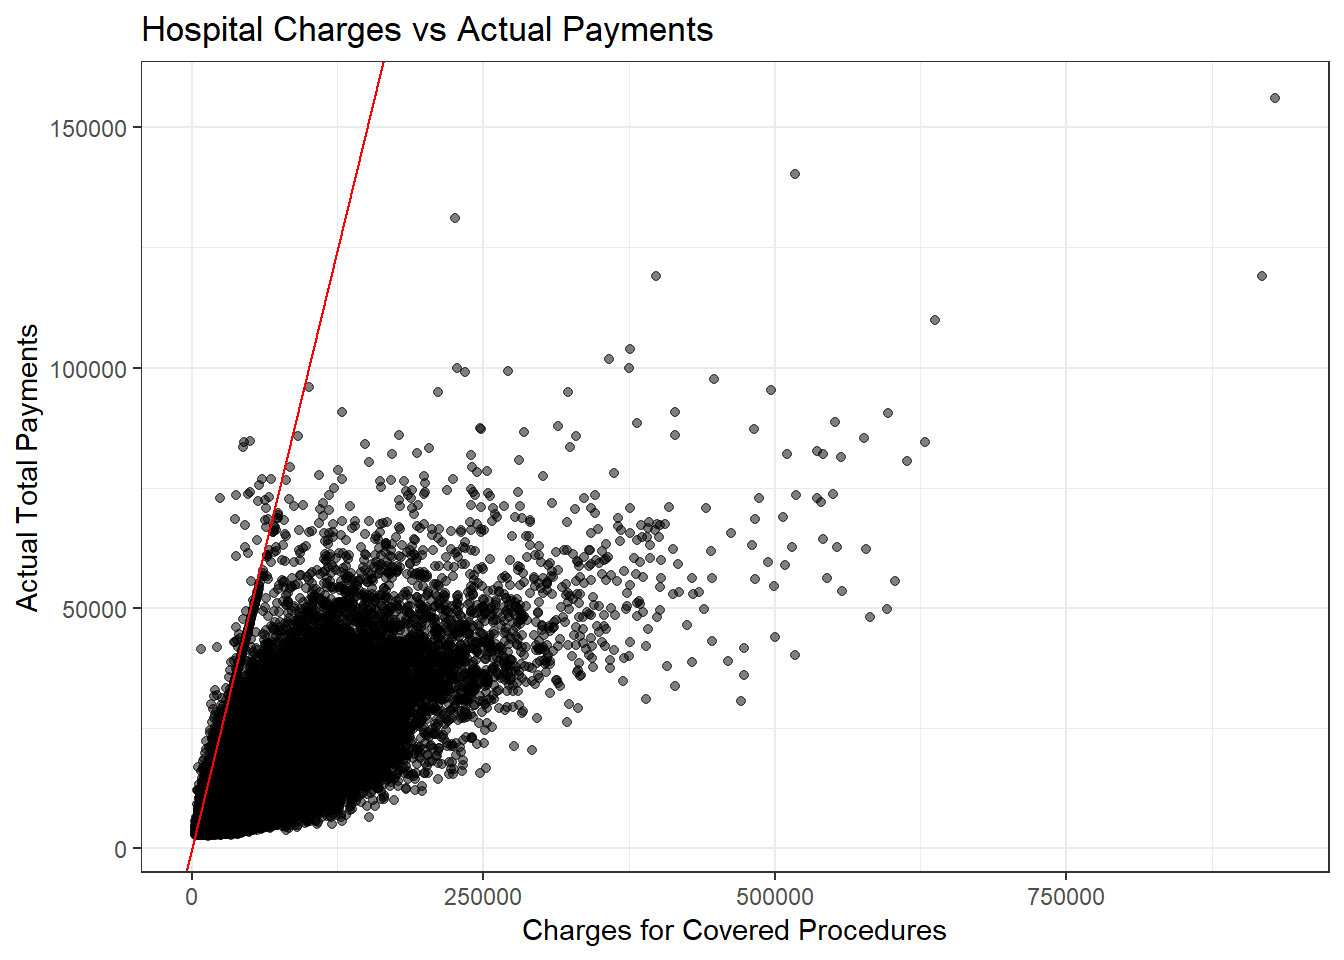 Hospital Charges vs Actual Payments
150000
100000
50000
0
Actual Total Payments
0 250000 500000 750000
Charges for Covered Procedures